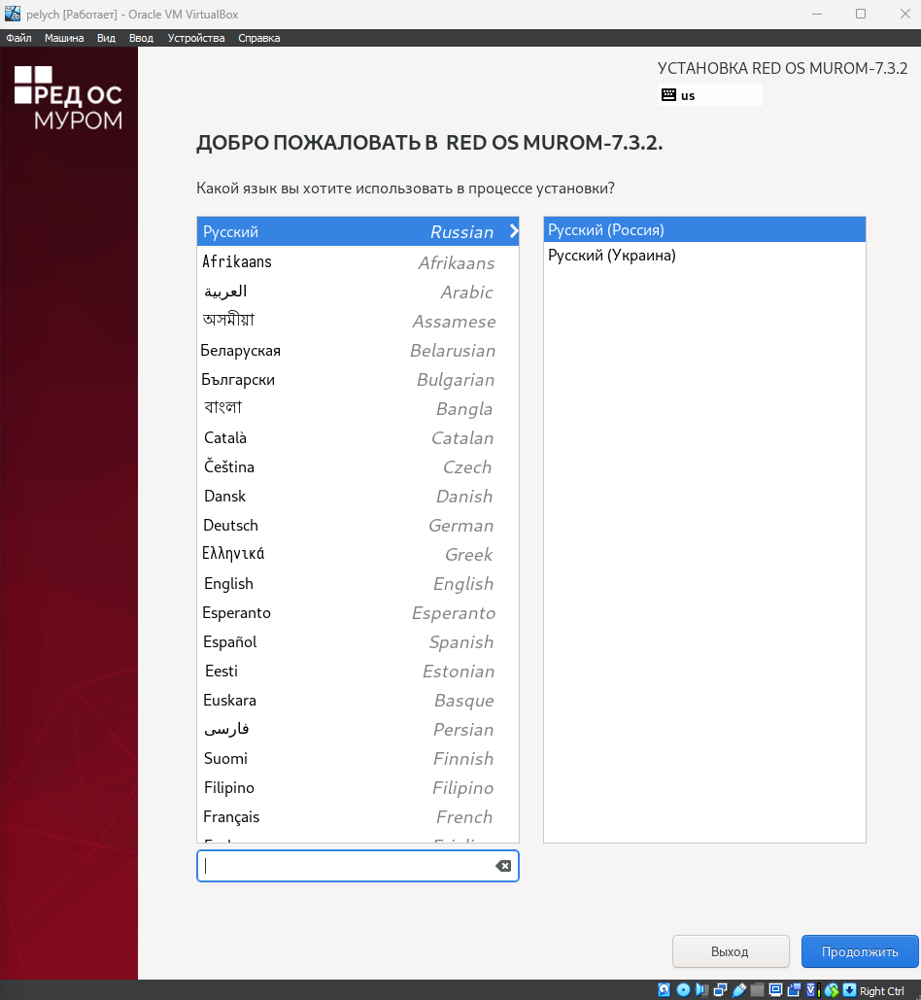 pelych [Работает] - Oracle VM VirtualBox
Файл Машина Вид Ввод Устройства Справка
РЕД ОС
МУРОМ
УСТАНОВКА RED OS MUROM-7.3.2
us
ДОБРО ПОЖАЛОВАТЬ В RED OS MUROM-7.3.2.
Какой язык вы хотите использовать в процессе установки?
Русский Russian
Русский (Россия)
Русский (Украина)
Afrikaans Afrikaans
العربية Arabic
অসমীয়া Assamese
Беларуская Belarusian
Български Bulgarian
বাংলা Bangla
Català Catalan
Čeština Czech
Dansk Danish
Deutsch German
Ελληνικά Greek
English English
Esperanto Esperanto
Español Spanish
Eesti Estonian
Euskara Basque
فارسی Persian
Suomi Finnish
Filipino Filipino
Français French
Выход
Продолжить
Right Ctrl